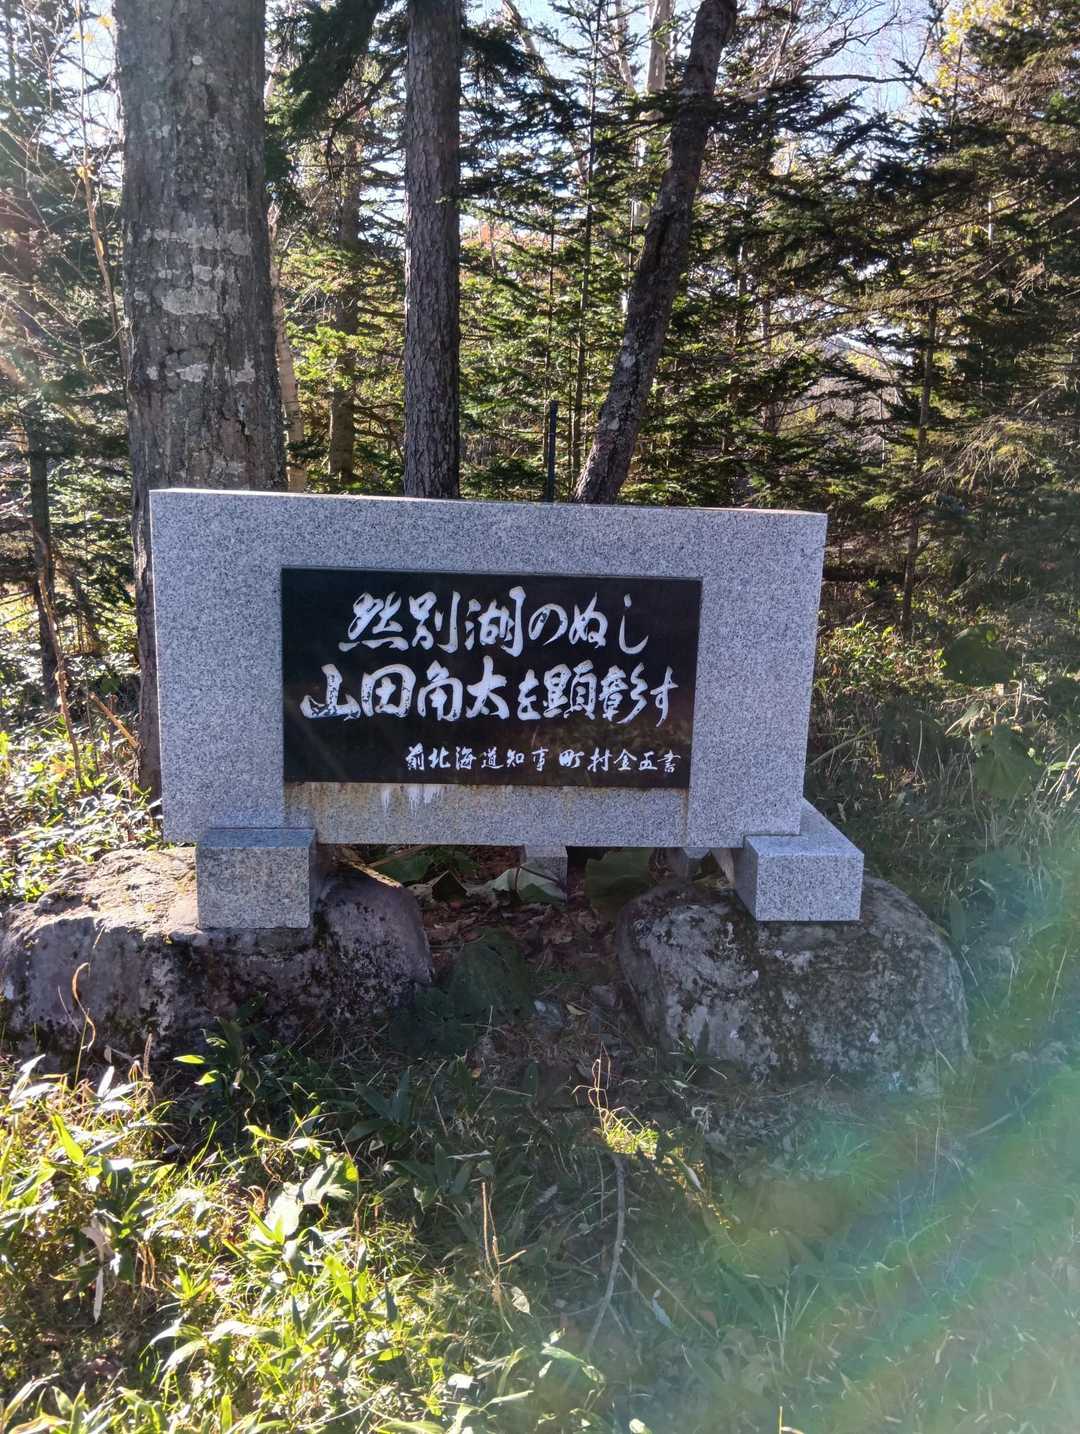 然別湖のぬし
山田角太を顕彰す
前北海道知事 町村金五書